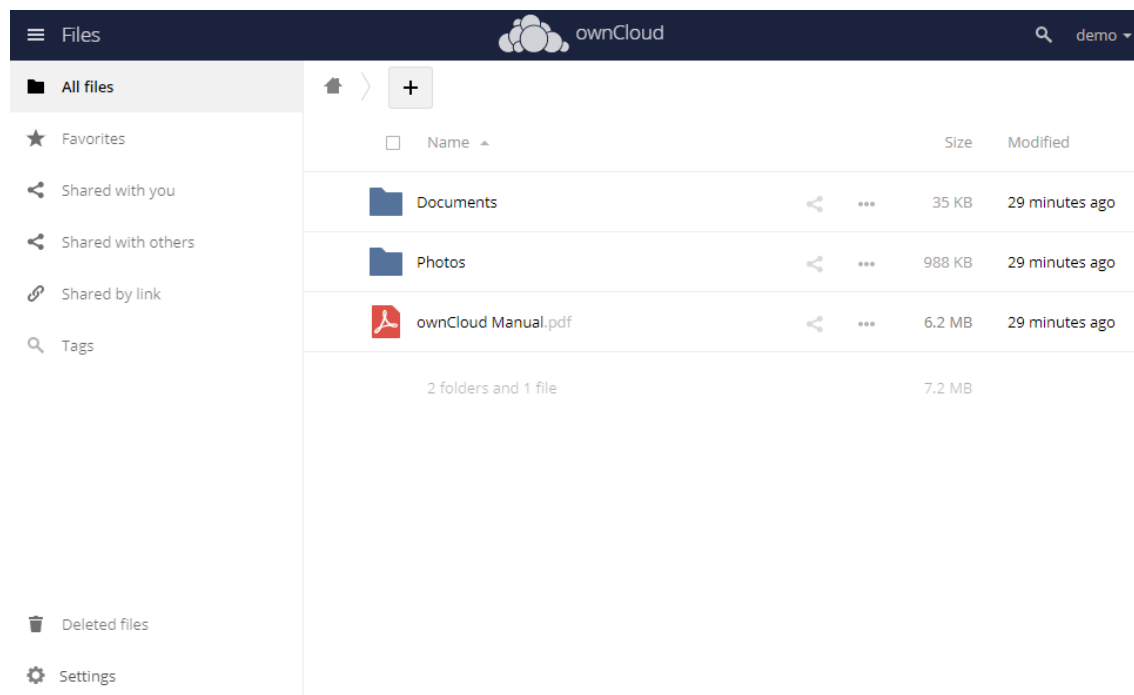 Files
ownCloud
demo
All files
Favorites
Shared with you
Shared with others
Shared by link
Tags
Deleted files
Settings
+
Name Size Modified
Documents 35 KB 29 minutes ago
Photos 988 KB 29 minutes ago
ownCloud Manual.pdf 6.2 MB 29 minutes ago
2 folders and 1 file 7.2 MB